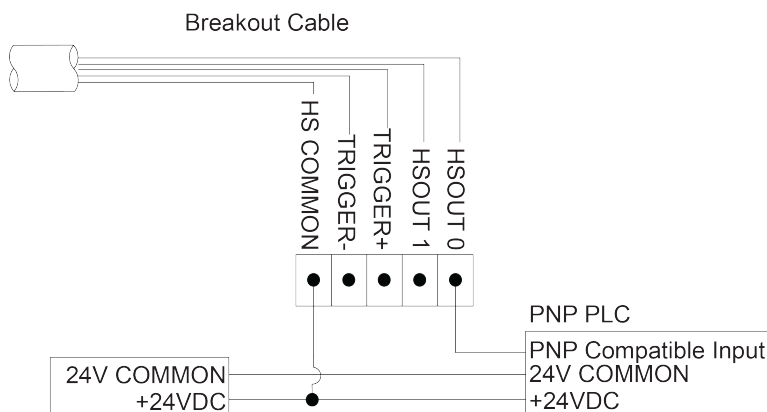 Breakout Cable
HS COMMON
TRIGGER-
TRIGGER+
HSOUT 1
HSOUT 0
PNP PLC
PNP Compatible Input
24V COMMON
+24VDC
24V COMMON
+24VDC